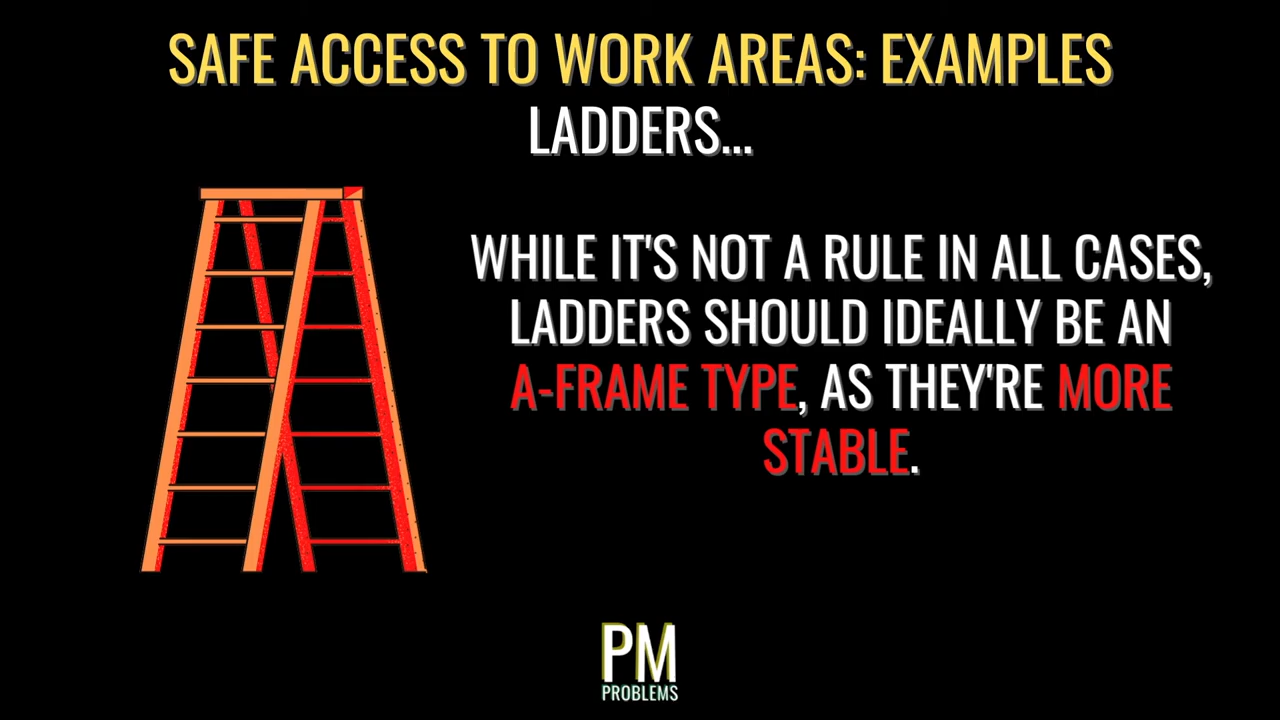 SAFE ACCESS TO WORK AREAS: EXAMPLES
LADDERS...
WHILE IT'S NOT A RULE IN ALL CASES,
LADDERS SHOULD IDEALLY BE AN
A-FRAME TYPE, AS THEY'RE MORE
STABLE.
PM
PROBLEMS